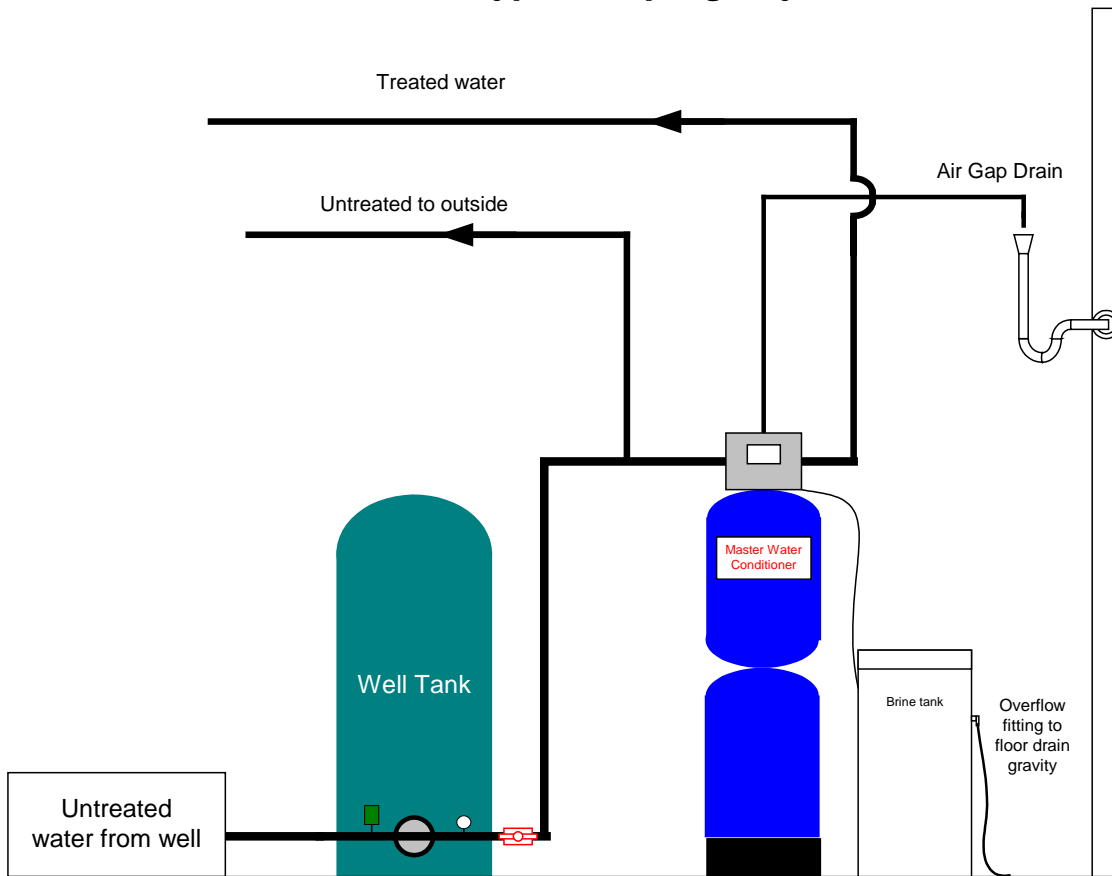 Treated water
Air Gap Drain
Untreated to outside
Master Water
Conditioner
Well Tank
Brine tank
Overflow
fitting to
floor drain
gravity
Untreated
water from well